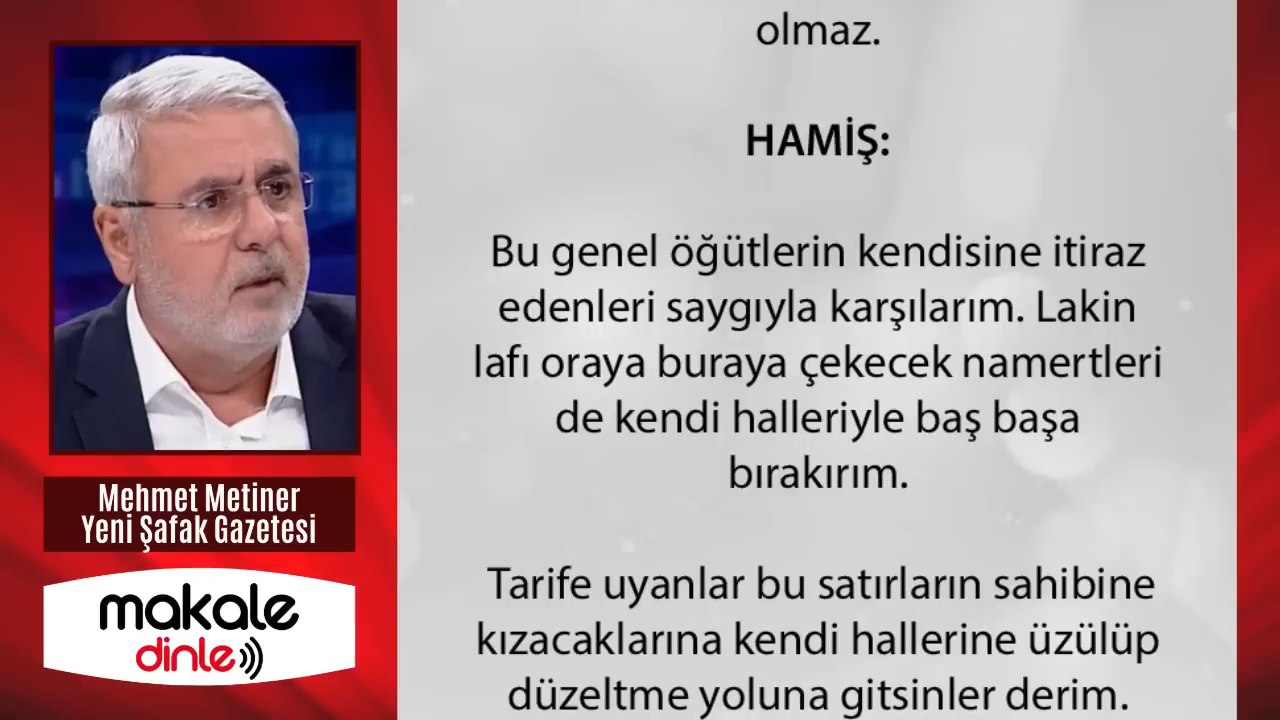 olmaz.
HAMİŞ:
Bu genel öğütlerin kendisine itiraz
edenleri saygıyla karşılarım. Lakin
lafı oraya buraya çekecek namertleri
de kendi halleriyle baş başa
bırakırım.
Tarife uyanlar bu satırların sahibine
kızacaklarına kendi hallerine üzülüp
düzeltme yoluna gitsinler derim.
Mehmet Metiner
Yeni Şafak Gazetesi
makale
dinle